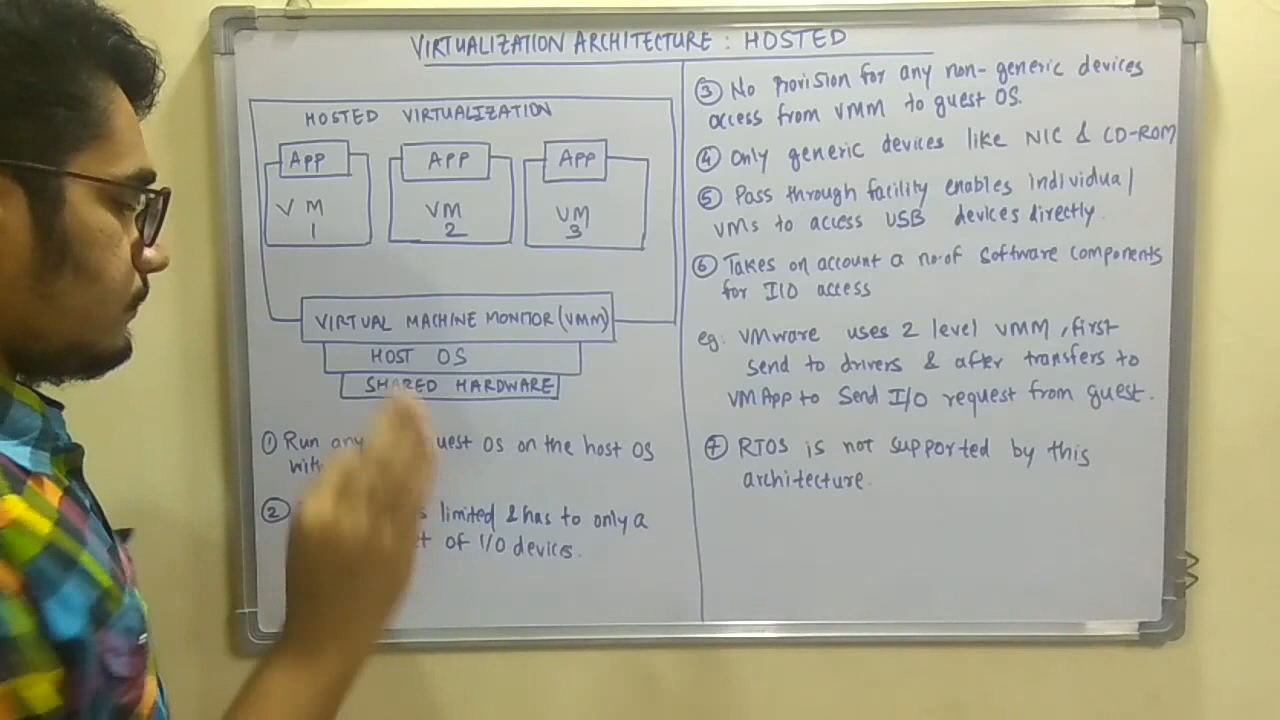 VIRTUALIZATION ARCHITECTURE : HOSTED
HOSTED VIRTUALIZATION
APP
APP
APP
VM
1
VM
2
VM
3
VIRTUAL MACHINE MONITOR (VMM)
HOST OS
SHARED HARDWARE
① Run any OS on the host OS
② limited & has to only a
of I/O devices.
③ No provision for any non-generic devices
access from VMM to guest OS.
④ Only generic devices like NIC & CD-ROM
⑤ Pass through facility enables individual
VMs to access USB devices directly.
⑥ Takes on account a no.of Software components
for I/O access
eg: VMware uses 2 level VMM, first
send to drivers & after transfers to
VM App to Send I/O request from guest.
⑦ RTOS is not supported by this
architecture.